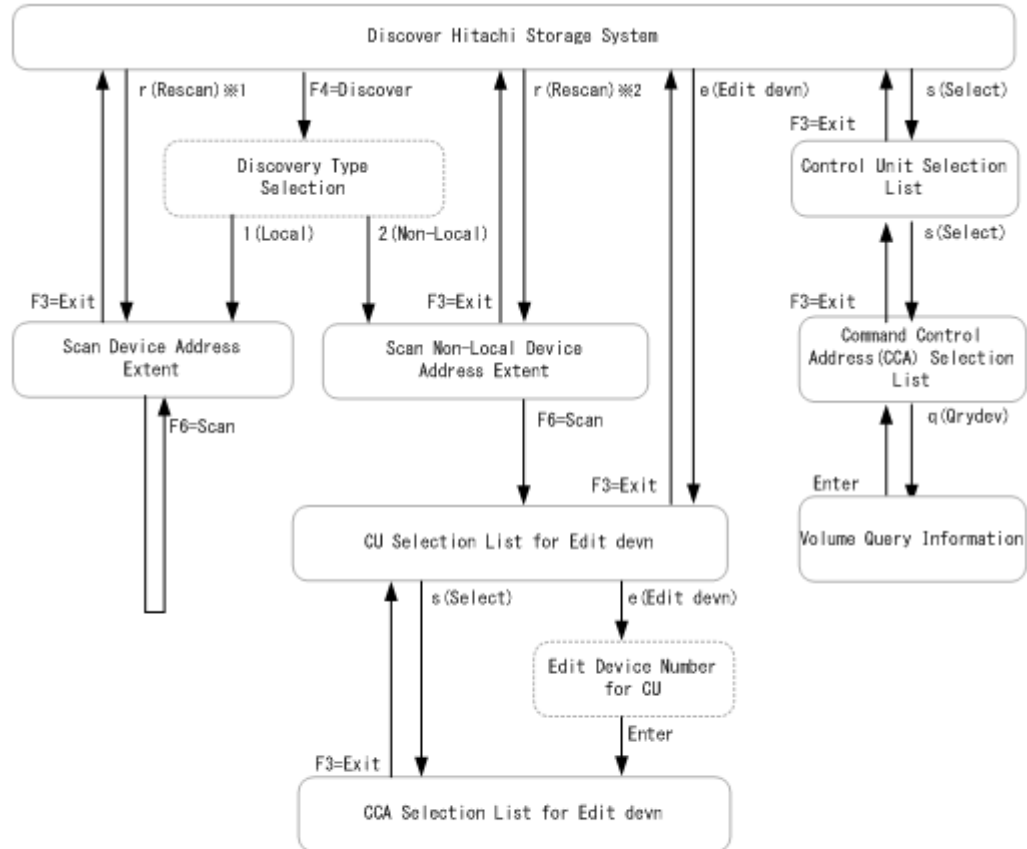 Discover Hitachi Storage System
r(Rescan)※1
F4=Discover
r(Rescan)※2
e(Edit devn)
s(Select)
F3=Exit
Discovery Type
Selection
Control Unit Selection
List
1(Local)
2(Non-Local)
s(Select)
F3=Exit
F3=Exit
F3=Exit
Scan Device Address
Extent
Scan Non-Local Device
Address Extent
Command Control
Address(CCA) Selection
List
F6=Scan
F6=Scan
q(Qrydev)
F3=Exit
Enter
CU Selection List for Edit devn
Volume Query Information
s(Select)
e(Edit devn)
Edit Device Number
for CU
Enter
F3=Exit
CCA Selection List for Edit devn